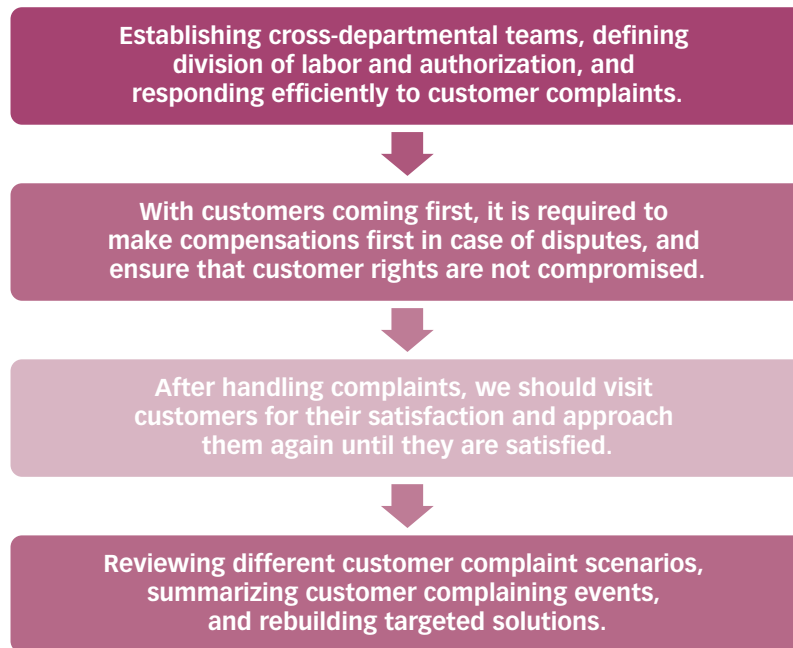 Establishing cross-departmental teams, defining
division of labor and authorization, and
responding efficiently to customer complaints.
With customers coming first, it is required to
make compensations first in case of disputes, and
ensure that customer rights are not compromised.
After handling complaints, we should visit
customers for their satisfaction and approach
them again until they are satisfied.
Reviewing different customer complaint scenarios,
summarizing customer complaining events,
and rebuilding targeted solutions.